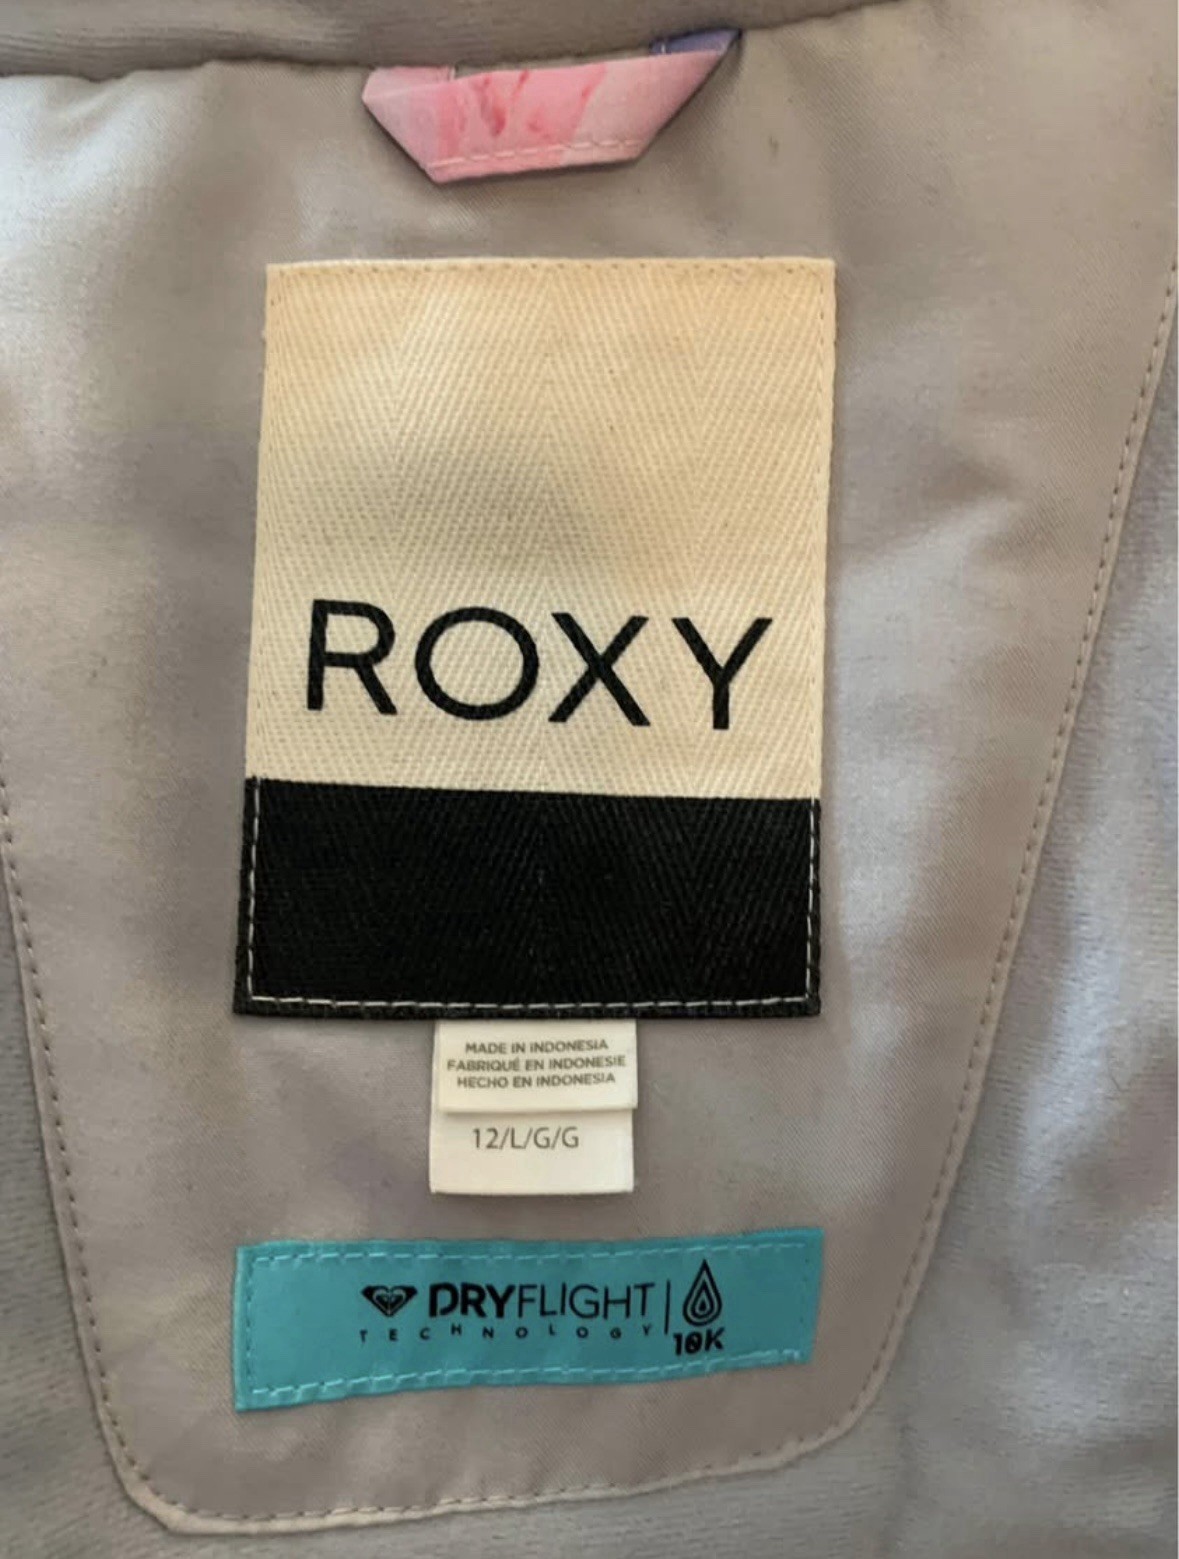 ROXY
MADE IN INDONESIA
FABRIQUÉ EN INDONESIE
HECHO EN INDONESIA
12/L/G/G
DRYFLIGHT
TECHNOLOGY
10K